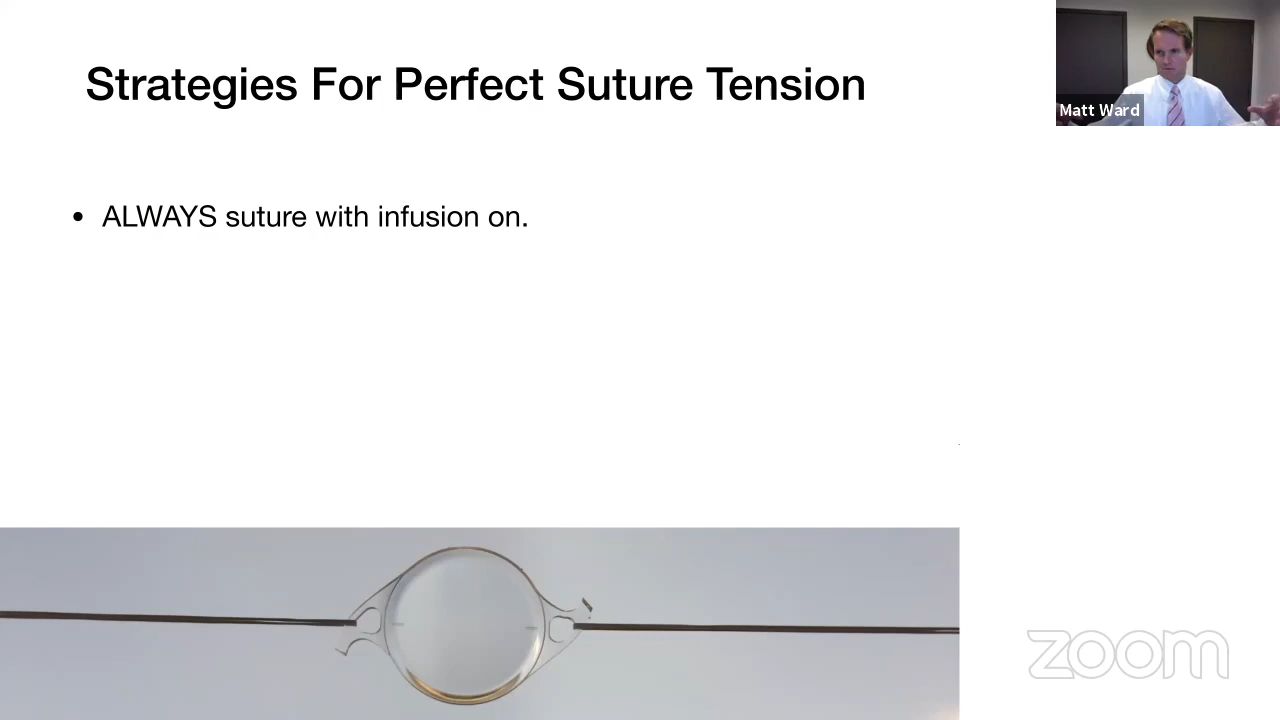 Strategies For Perfect Suture Tension
Matt Ward
• ALWAYS suture with infusion on.
zoom